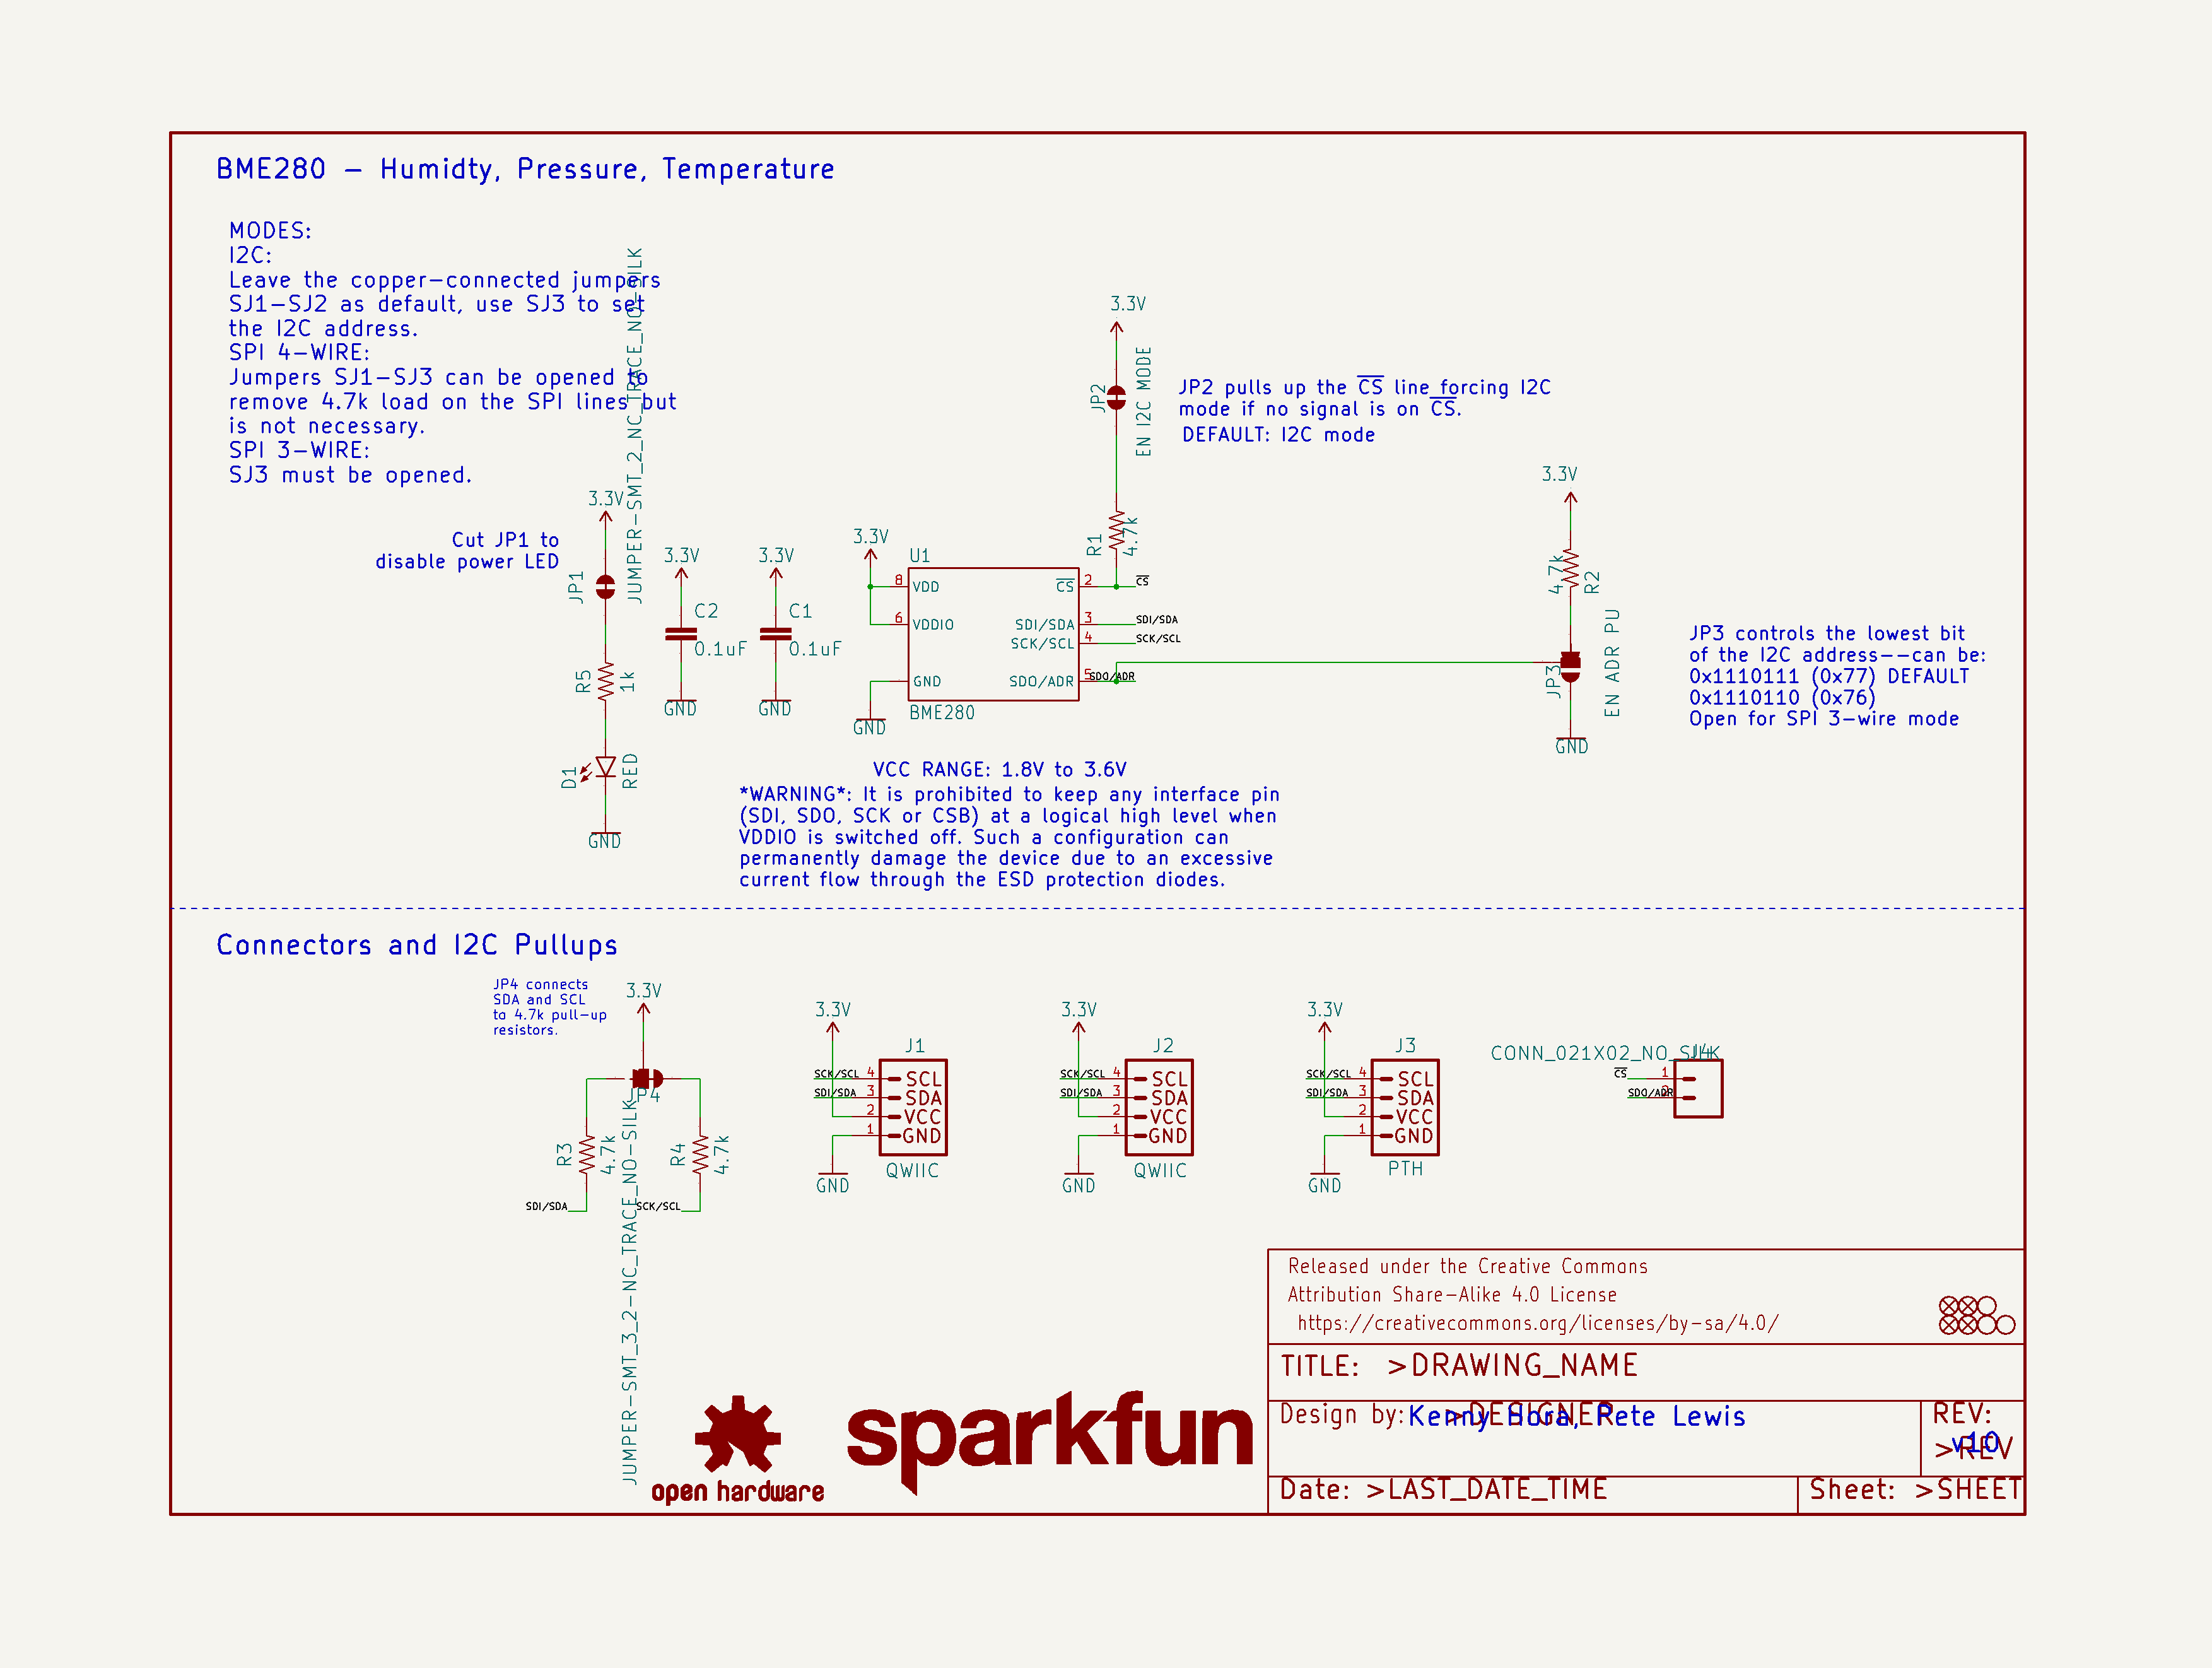 BME280 – Humidty, Pressure, Temperature
MODES:
I2C:
Leave the copper–connected jumpers
SJ1–SJ2 as default, use SJ3 to set
the I2C address.
SPI 4–WIRE:
Jumpers SJ1–SJ3 can be opened to
remove 4.7k load on the SPI lines but
is not necessary.
SPI 3–WIRE:
SJ3 must be opened.
JUMPER-SMT_2_NC_TRACE_NO-SILK
3.3V
Cut JP1 to
disable power LED
JP1
R5
1k
D1
RED
GND
3.3V
C2
0.1uF
GND
3.3V
C1
0.1uF
GND
3.3V
U1
8
VDD
6
VDDIO
GND
CS
2
CS
SDI/SDA
3
SDI/SDA
SCK/SCL
4
SCK/SCL
SDO/ADR
5
SDO/ADR
BME280
GND
3.3V
JP2
EN I2C MODE
R1
4.7k
JP2 pulls up the CS line forcing I2C
mode if no signal is on CS.
DEFAULT: I2C mode
3.3V
4.7k
R2
JP3
EN ADR PU
GND
JP3 controls the lowest bit
of the I2C address––can be:
0x1110111 (0x77) DEFAULT
0x1110110 (0x76)
Open for SPI 3–wire mode
VCC RANGE: 1.8V to 3.6V
*WARNING*: It is prohibited to keep any interface pin
(SDI, SDO, SCK or CSB) at a logical high level when
VDDIO is switched off. Such a configuration can
permanently damage the device due to an excessive
current flow through the ESD protection diodes.
Connectors and I2C Pullups
JP4 connects
SDA and SCL
to 4.7k pull–up
resistors.
3.3V
JP4
JUMPER-SMT_3_2-NC_TRACE_NO-SILK
R3
4.7k
R4
4.7k
SDI/SDA
SCK/SCL
3.3V
J1
SCK/SCL 4 SCL
SDI/SDA 3 SDA
2 VCC
1 GND
GND
QWIIC
3.3V
J2
SCK/SCL 4 SCL
SDI/SDA 3 SDA
2 VCC
1 GND
GND
QWIIC
3.3V
J3
SCK/SCL 4 SCL
SDI/SDA 3 SDA
2 VCC
1 GND
GND
PTH
CONN_021X02_NO_SILK
J4
CS 1
SDO/ADR 2
Released under the Creative Commons
Attribution Share–Alike 4.0 License
https://creativecommons.org/licenses/by-sa/4.0/
TITLE: >DRAWING_NAME
Design by: >DESIGNER
Kenny Hora, Pete Lewis
REV:
>REV
v10
Date: >LAST_DATE_TIME
Sheet: >SHEET
open hardware
sparkfun